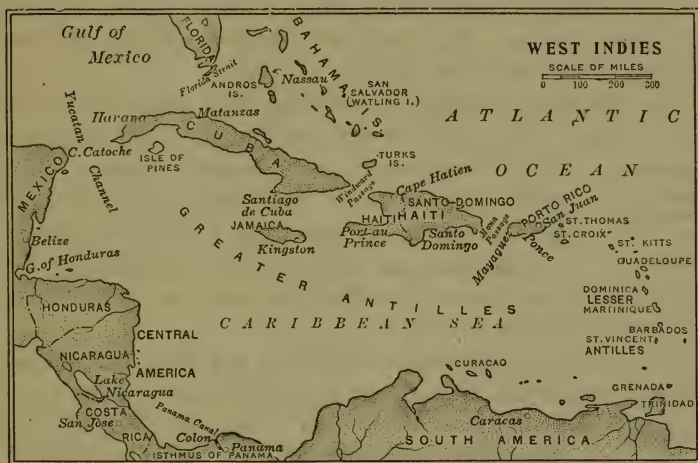 WEST INDIES
SCALE OF MILES
0 100 200 300
Gulf of
Mexico
FLORIDA
Florida Strait
BAHAMA IS.
ANDROS
IS.
Nassau
SAN
SALVADOR
(WATLING I.)
ATLANTIC
OCEAN
Yucatan
Channel
Havana
Matanzas
CUBA
C. Catoche
ISLE OF
PINES
MEXICO
TURKS
IS.
Windward
Passage
Cape Hatien
SANTO-DOMINGO
HAITI
HAITI
Port-au
Prince
Santo
Domingo
Mona
Passage
PORTO RICO
San Juan
Mayaguez
Ponce
ST. THOMAS
ST. CROIX
ST. KITTS
GUADELOUPE
Santiago
de Cuba
JAMAICA
Kingston
GREATER ANTILLES
Belize
G. of Honduras
DOMINICA
LESSER
MARTINIQUE
BARBADOS
ST. VINCENT
ANTILLES
HONDURAS
CARIBBEAN SEA
CENTRAL
AMERICA
NICARAGUA
Lake
Nicaragua
CURACAO
GRENADA
TRINIDAD
COSTA
RICA
San Jose
Panama Canal
Colon
Panama
ISTHMUS OF PANAMA
Caracas
SOUTH AMERICA